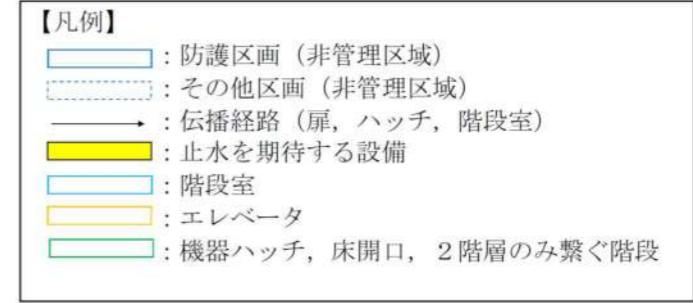 【凡例】
：防護区画（非管理区域）
：その他区画（非管理区域）
：伝播経路（扉，ハッチ，階段室）
：止水を期待する設備
：階段室
：エレベータ
：機器ハッチ，床開口，２階層のみ繋ぐ階段